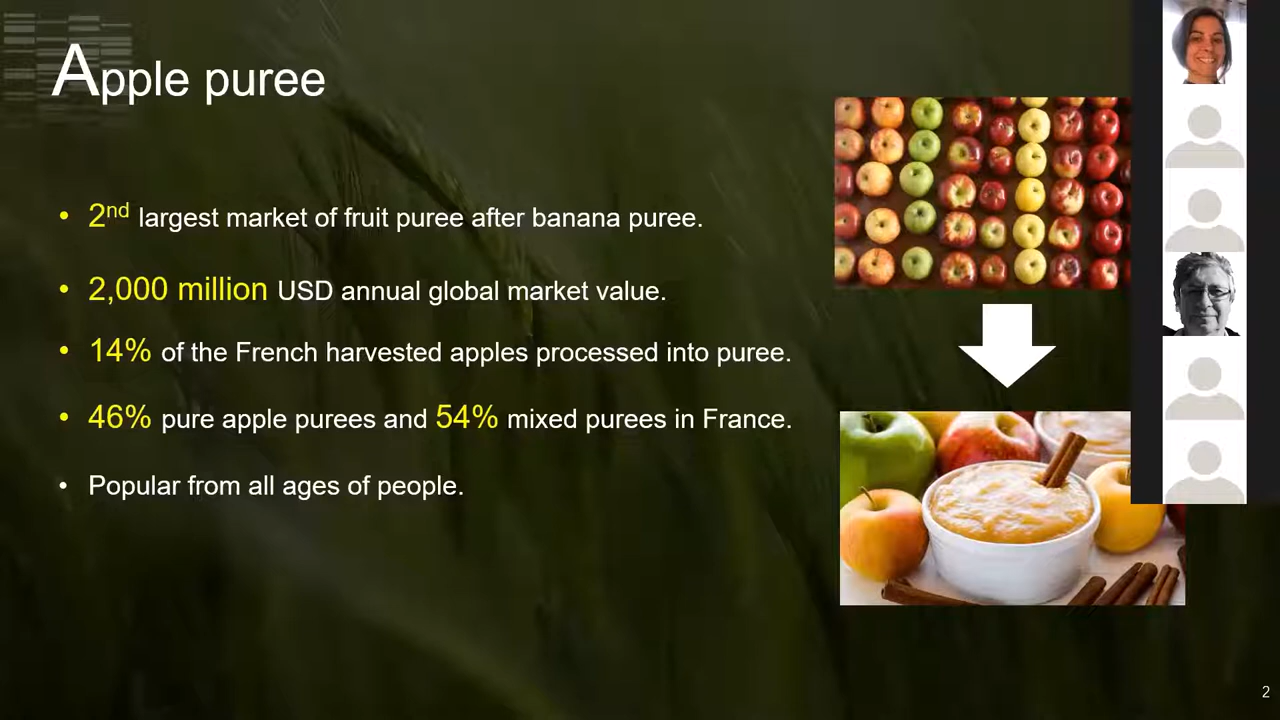 Apple puree
• 2nd largest market of fruit puree after banana puree.
• 2,000 million USD annual global market value.
• 14% of the French harvested apples processed into puree.
• 46% pure apple purees and 54% mixed purees in France.
• Popular from all ages of people.
2